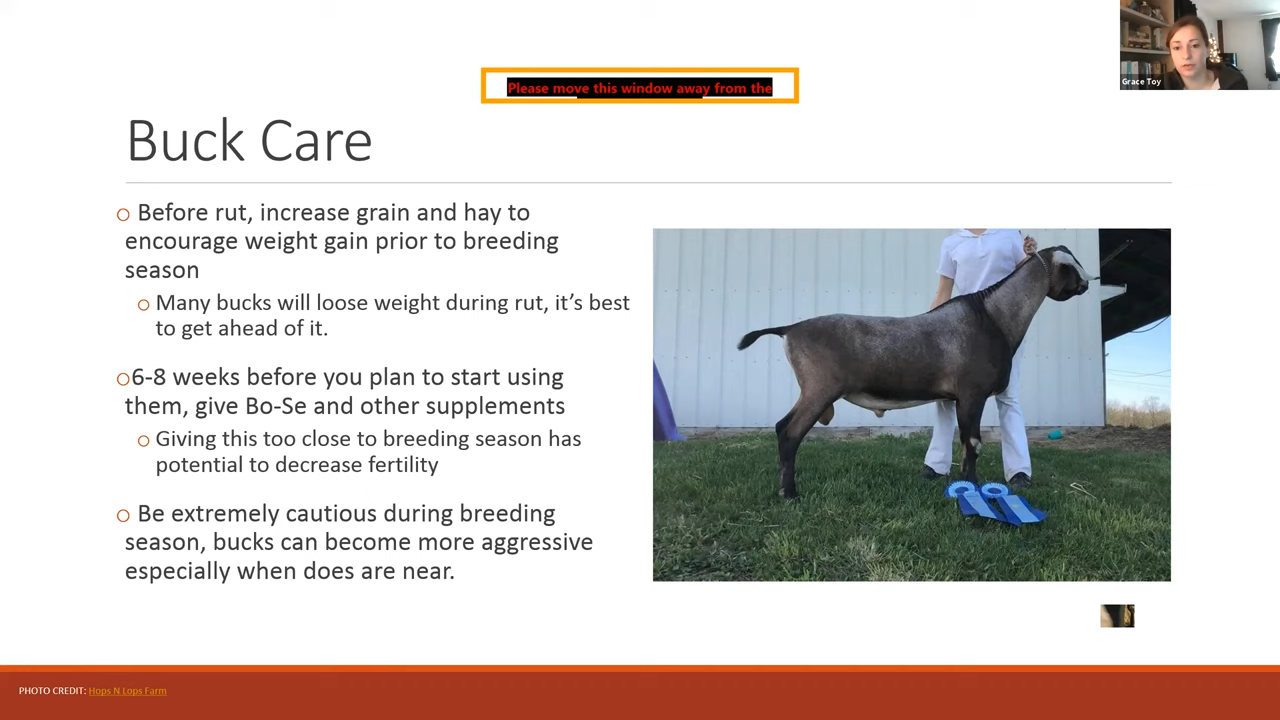 Grace Toy
Please move this window away from the
Buck Care
o Before rut, increase grain and hay to
encourage weight gain prior to breeding
season
o Many bucks will loose weight during rut, it’s best
to get ahead of it.
o6-8 weeks before you plan to start using
them, give Bo-Se and other supplements
o Giving this too close to breeding season has
potential to decrease fertility
o Be extremely cautious during breeding
season, bucks can become more aggressive
especially when does are near.
PHOTO CREDIT: Hops N Lops Farm